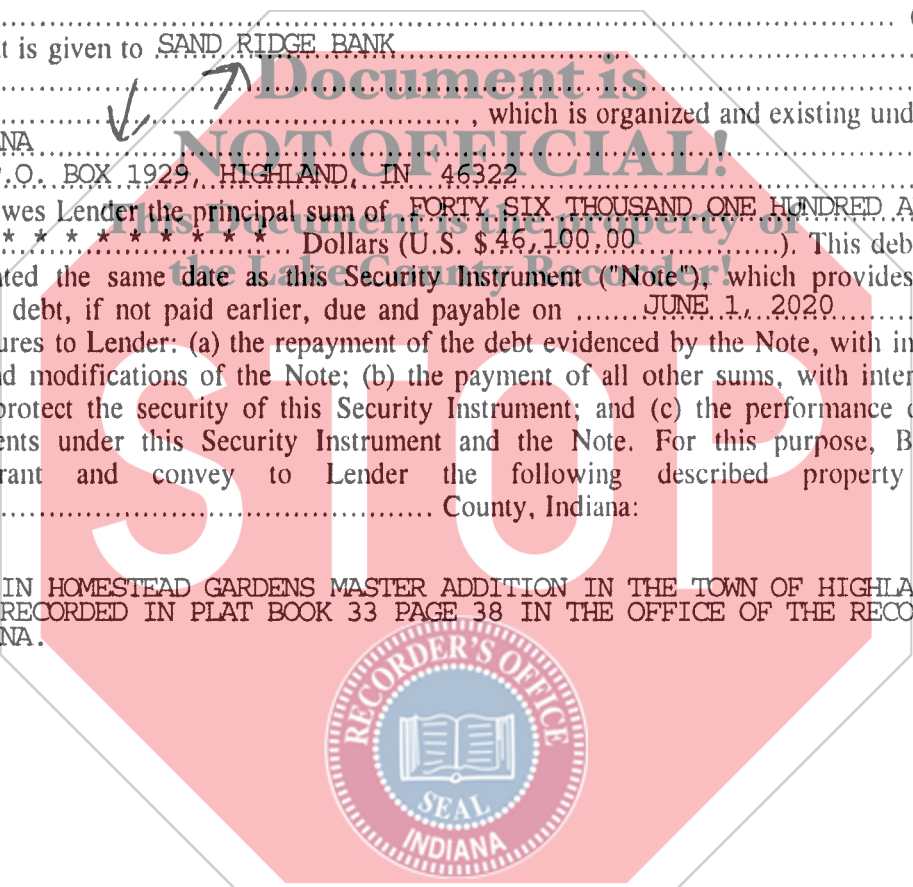 t is given to SAND RIDGE BANK
Document is
, which is organized and existing und
NA
NOT OFFICIAL!
.O. BOX 1929, HIGHLAND, IN 46322
wes Lender the principal sum of FORTY SIX THOUSAND ONE HUNDRED A
This Document is the property of
* * * * * * * * * Dollars (U.S. $ 46,100.00 ). This deb
ted the same date as this Security Instrument ("Note"), which provides
the Lake County Recorder!
debt, if not paid earlier, due and payable on JUNE 1, 2020
ures to Lender: (a) the repayment of the debt evidenced by the Note, with in
nd modifications of the Note; (b) the payment of all other sums, with inter
protect the security of this Security Instrument; and (c) the performance o
ents under this Security Instrument and the Note. For this purpose, B
rant and convey to Lender the following described property
County, Indiana:
STOP
IN HOMESTEAD GARDENS MASTER ADDITION IN THE TOWN OF HIGHLA
RECORDED IN PLAT BOOK 33 PAGE 38 IN THE OFFICE OF THE RECO
NA.
RECORDER'S OFFICE
SEAL
INDIANA